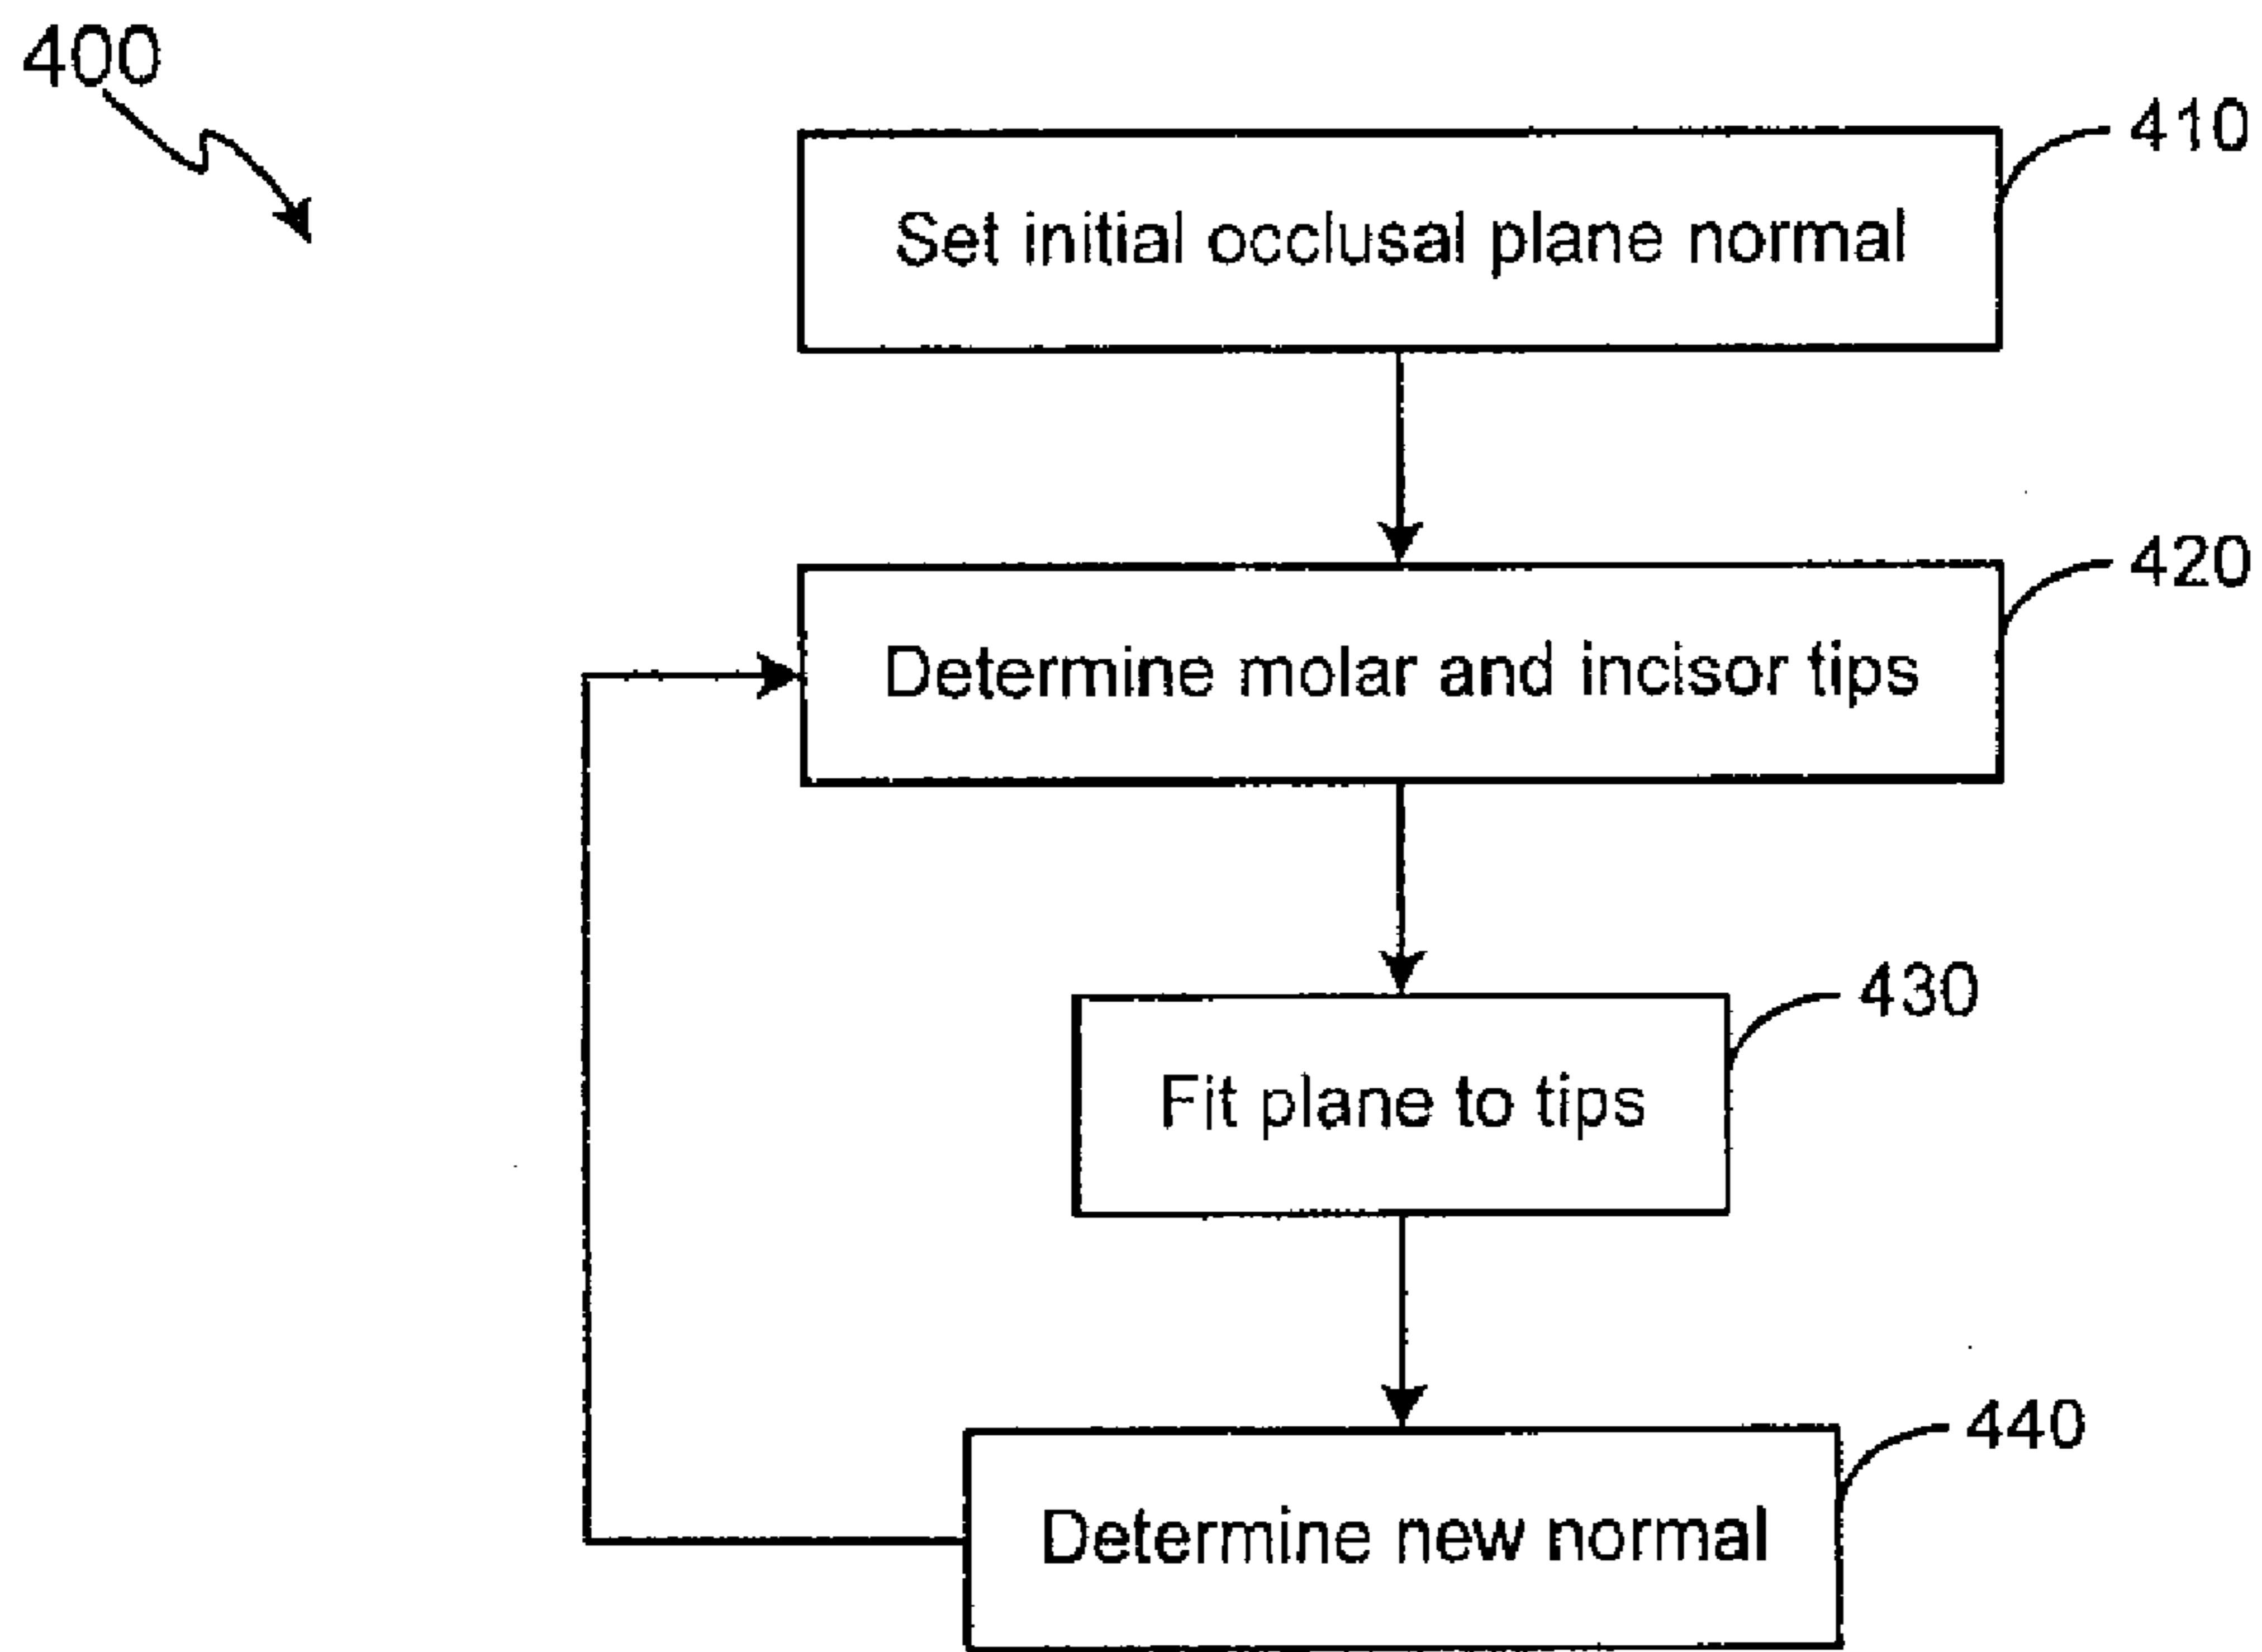 400
410
Set initial occlusal plane normal
420
Determine molar and incisor tips
430
Fit plane to tips
440
Determine new normal